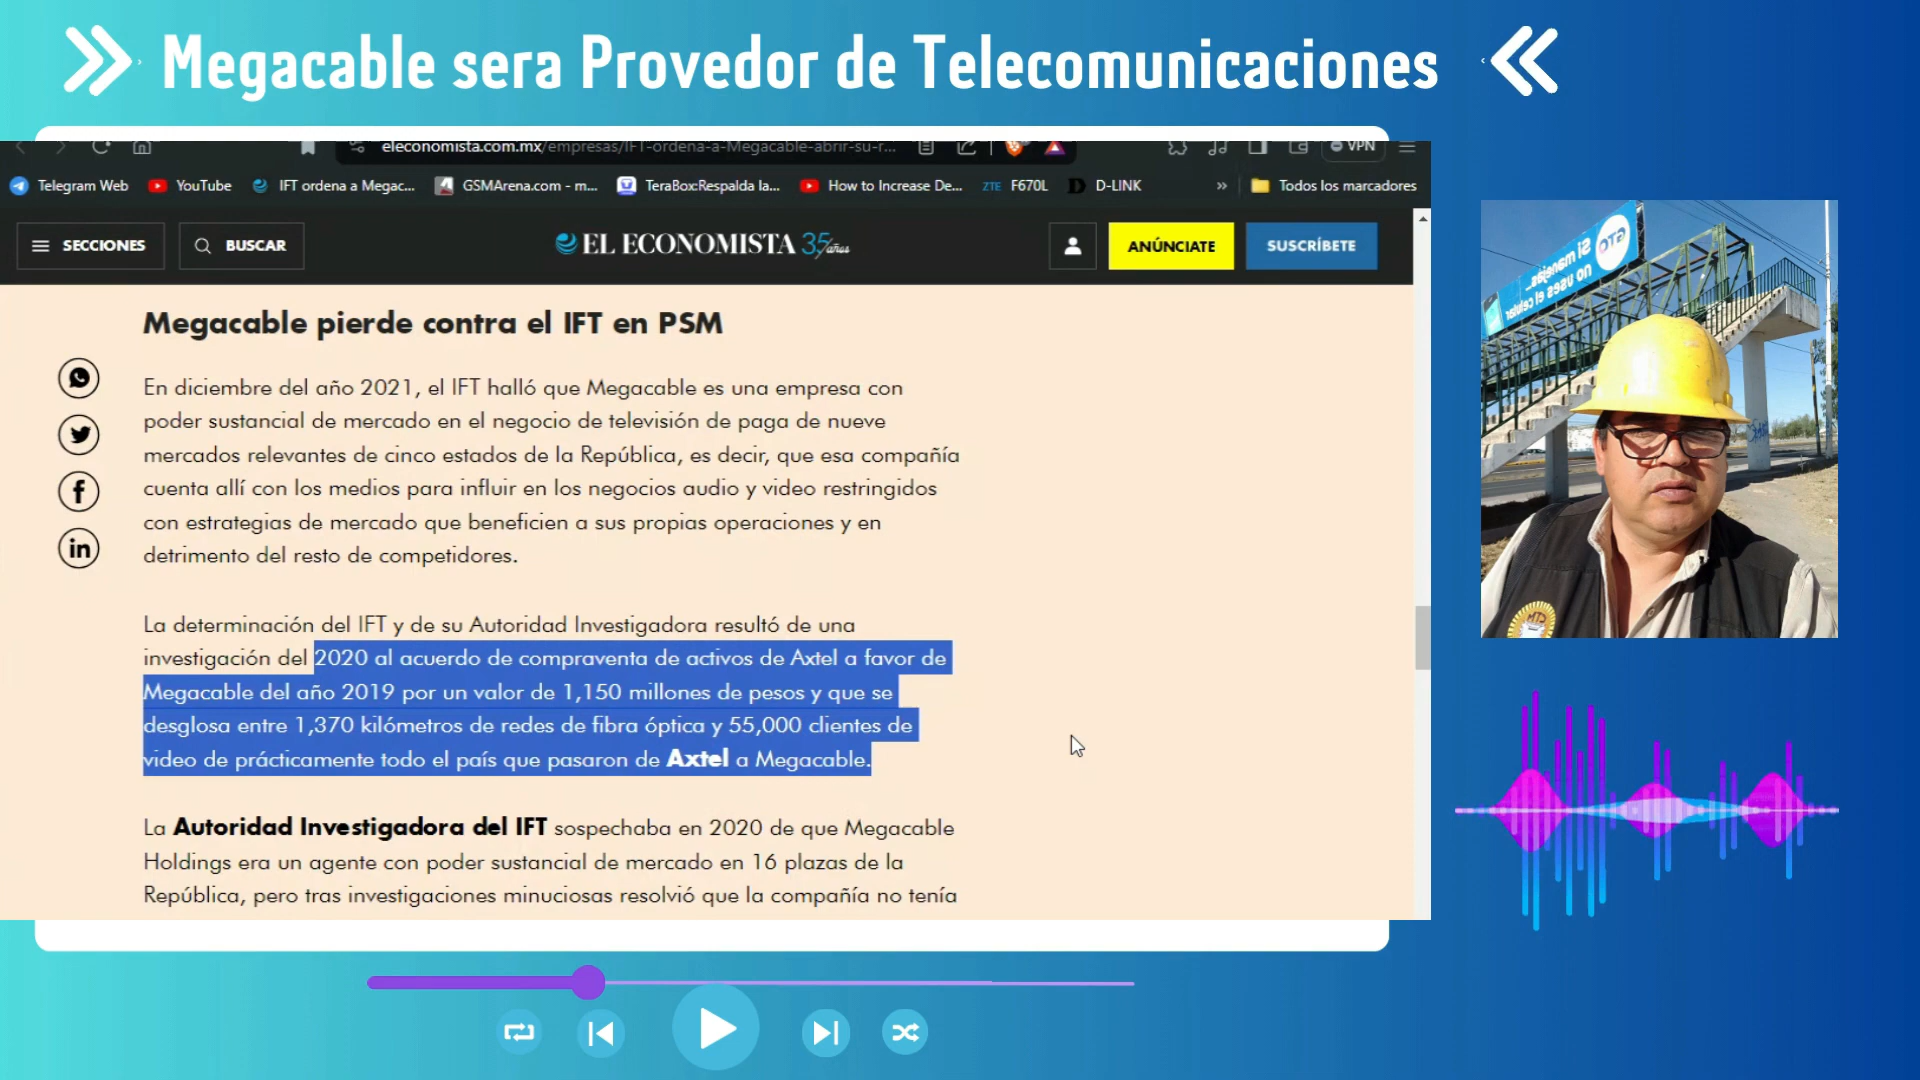 Megacable sera Provedor de Telecomunicaciones
eleconomista.com.mx/empresas/IFT-ordena-a-Megacable-abrir-su-r...
VPN
Telegram Web
YouTube
IFT ordena a Megac...
GSMArena.com - m...
TeraBox:Respalda la...
How to Increase De...
ZTE F670L
D-LINK
»
Todos los marcadores
SECCIONES
BUSCAR
EL ECONOMISTA 35 años
ANÚNCIATE
SUSCRÍBETE
Megacable pierde contra el IFT en PSM
En diciembre del año 2021, el IFT halló que Megacable es una empresa con
poder sustancial de mercado en el negocio de televisión de paga de nueve
mercados relevantes de cinco estados de la República, es decir, que esa compañía
cuenta allí con los medios para influir en los negocios audio y video restringidos
con estrategias de mercado que beneficien a sus propias operaciones y en
detrimento del resto de competidores.
La determinación del IFT y de su Autoridad Investigadora resultó de una
investigación del 2020 al acuerdo de compraventa de activos de Axtel a favor de
Megacable del año 2019 por un valor de 1,150 millones de pesos y que se
desglosa entre 1,370 kilómetros de redes de fibra óptica y 55,000 clientes de
video de prácticamente todo el país que pasaron de Axtel a Megacable.
La Autoridad Investigadora del IFT sospechaba en 2020 de que Megacable
Holdings era un agente con poder sustancial de mercado en 16 plazas de la
República, pero tras investigaciones minuciosas resolvió que la compañía no tenía
GTO
Si manejas...
no uses el celular